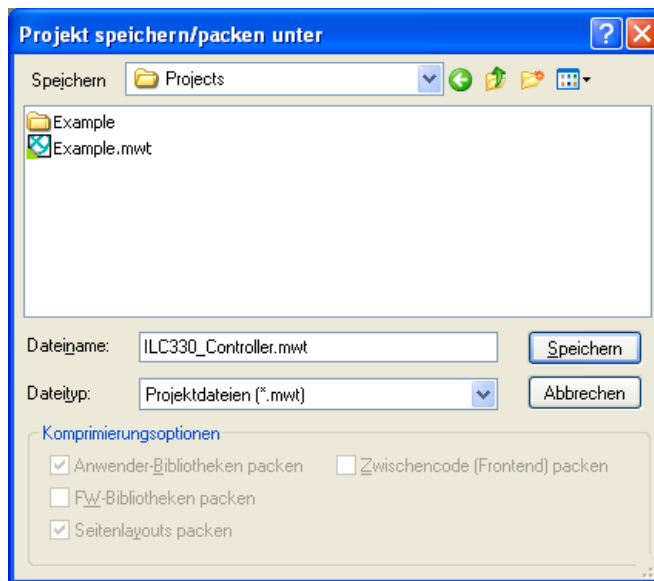 Projekt speichern/packen unter
Speichern Projects
Example
Example.mwt
Dateiname: ILC330_Controller.mwt Speichern
Dateityp: Projektdateien (*.mwt) Abbrechen
Komprimierungsoptionen
Anwender-Bibliotheken packen Zwischencode (Frontend) packen
FW-Bibliotheken packen
Seitenlayouts packen